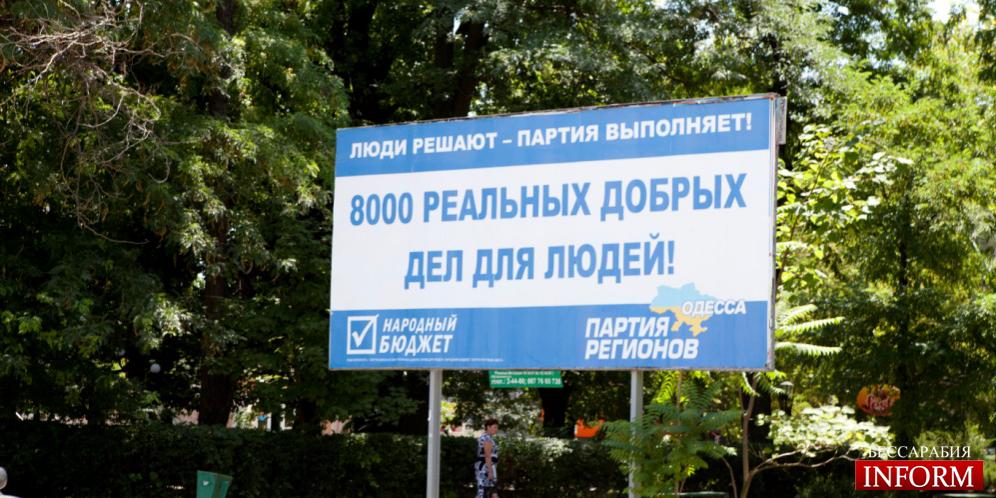 ЛЮДИ РЕШАЮТ – ПАРТИЯ ВЫПОЛНЯЕТ!
8000 РЕАЛЬНЫХ ДОБРЫХ
ДЕЛ ДЛЯ ЛЮДЕЙ!
НАРОДНЫЙ
БЮДЖЕТ
ОДЕССА
ПАРТИЯ
РЕГИОНОВ
БЕССАРАБИЯ
INFORM